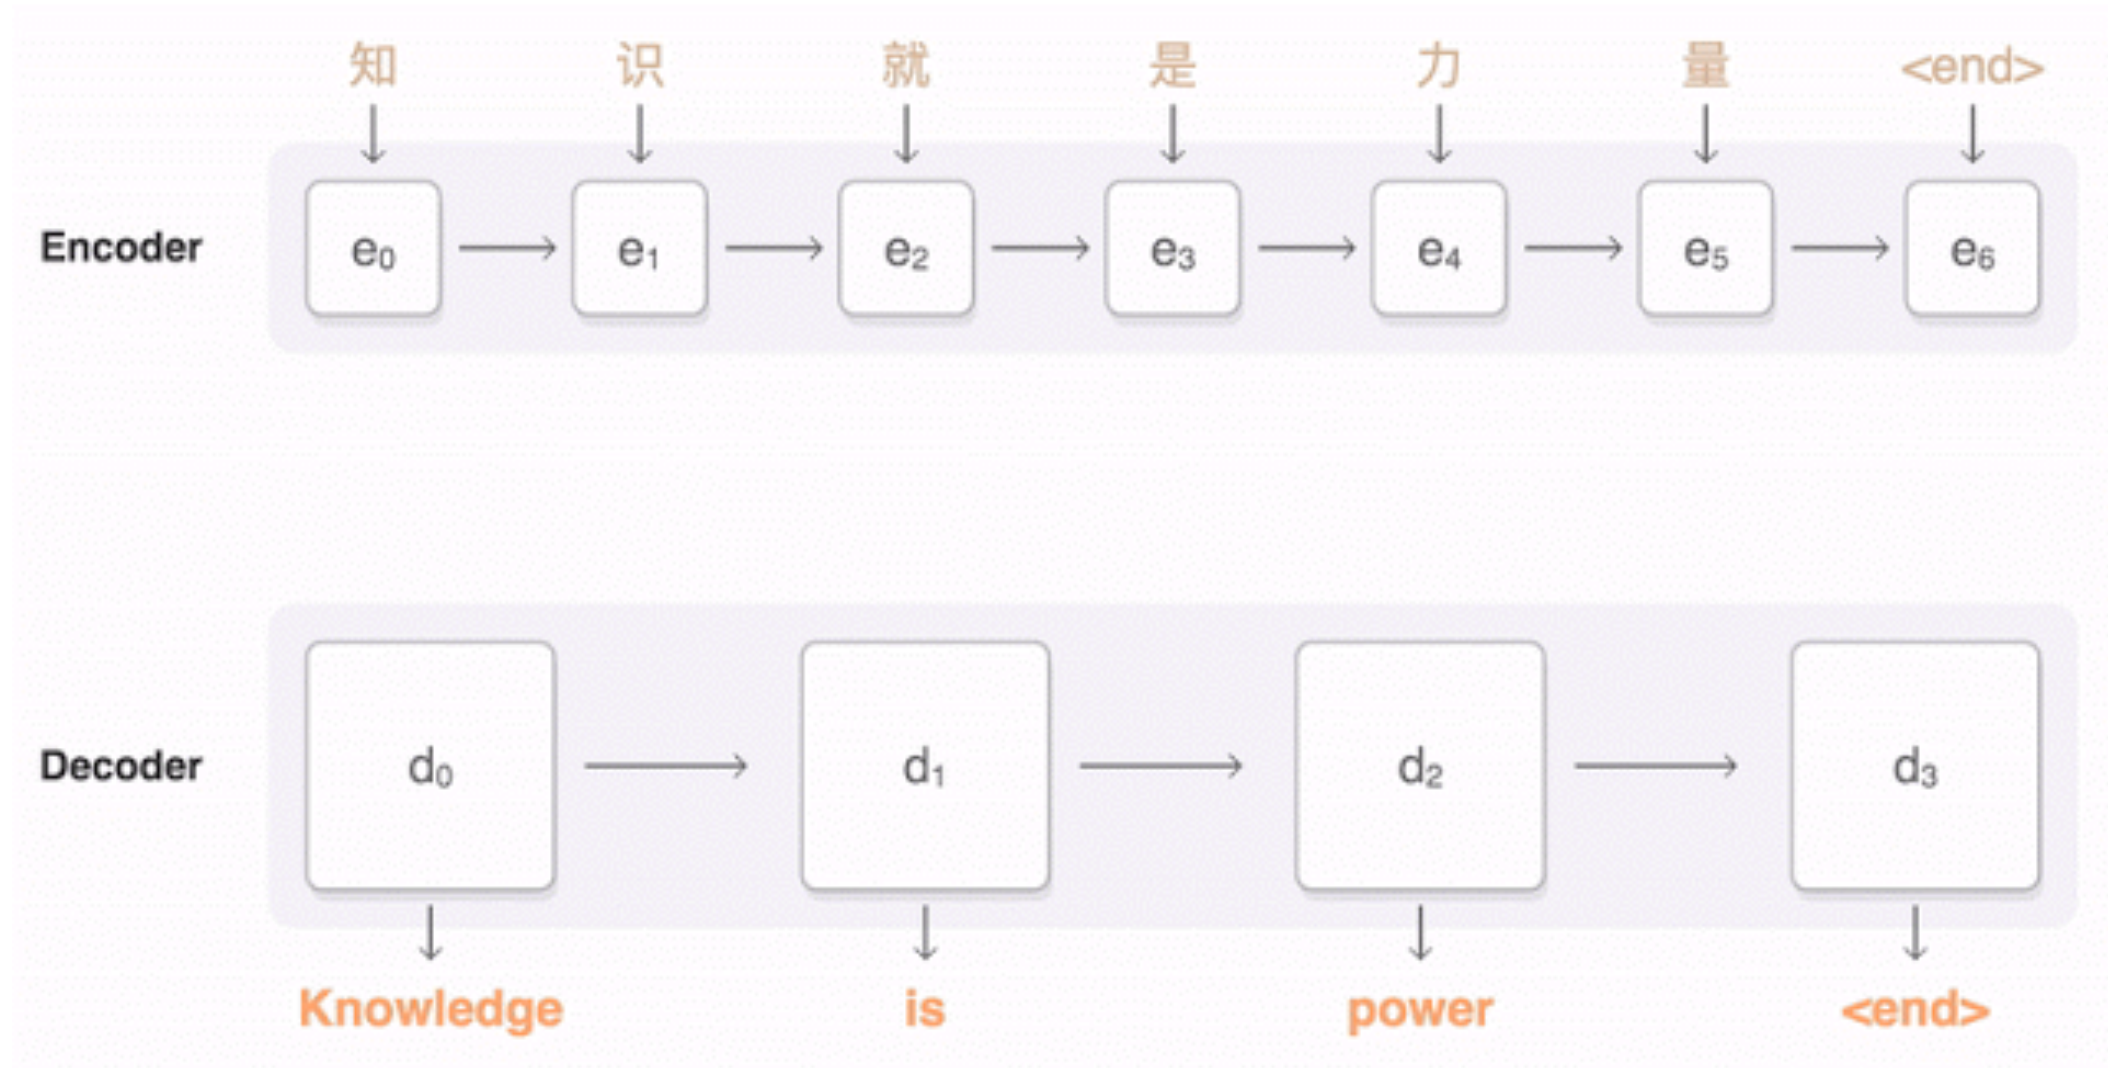 知 识 就 是 力 量 <end>
Encoder e₀ e₁ e₂ e₃ e₄ e₅ e₆
Decoder d₀ d₁ d₂ d₃
Knowledge is power <end>